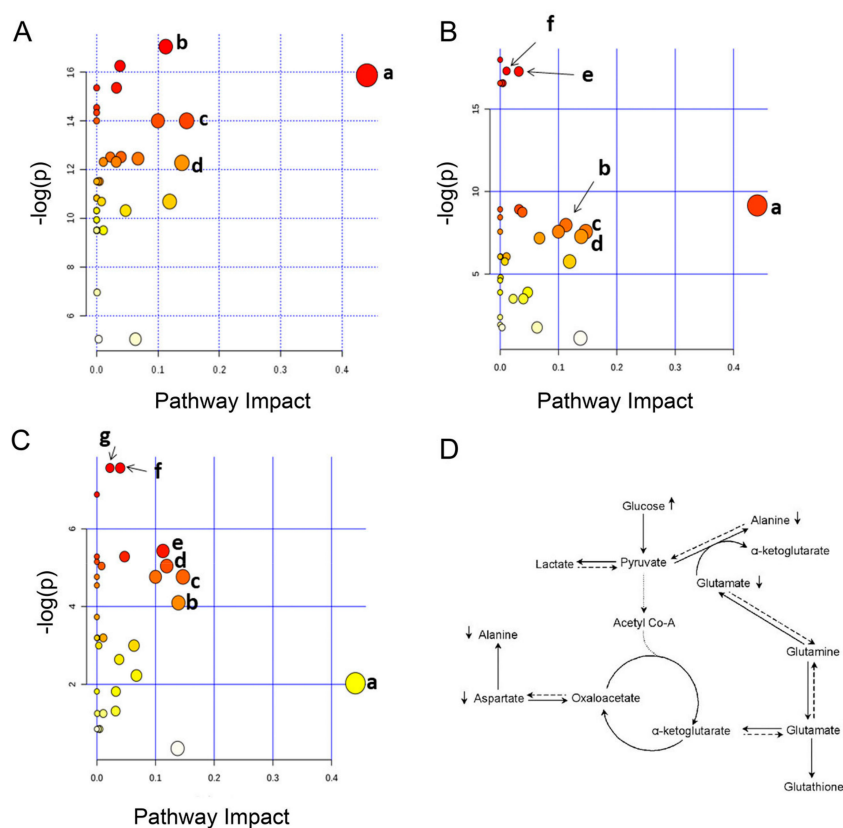 A
b
a
c
d
16
14
12
10
8
6
-log(p)
0.0 0.1 0.2 0.3 0.4
Pathway Impact
B
f
e
b
a
c
d
15
10
5
-log(p)
0.0 0.1 0.2 0.3 0.4
Pathway Impact
C
g
f
e
d
c
b
a
6
4
2
-log(p)
0.0 0.1 0.2 0.3 0.4
Pathway Impact
D
Glucose ↑
Alanine ↓
α-ketoglutarate
Lactate
Pyruvate
Glutamate ↓
Acetyl Co-A
↓ Alanine
Glutamine
↓ Aspartate
Oxaloacetate
α-ketoglutarate
Glutamate
Glutathione